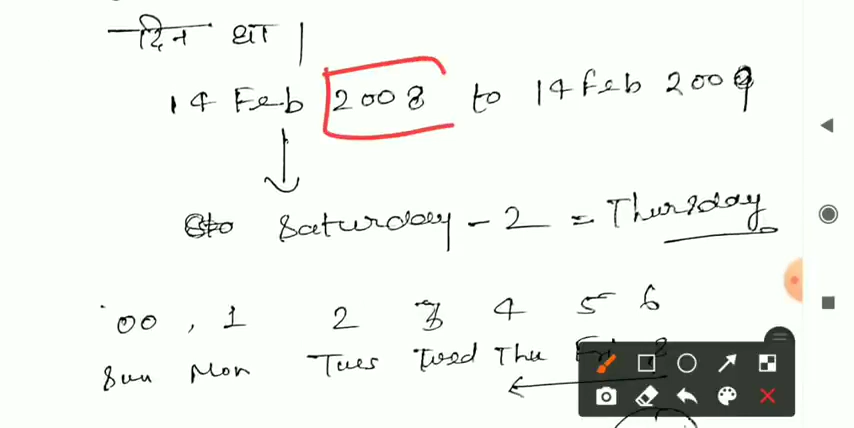 दिन था |
14 Feb 2008 to 14 Feb 2009
Saturday - 2 = Thursday
00, 1 2 3 4 5 6
Sun Mon Tues Wed Thu Fri